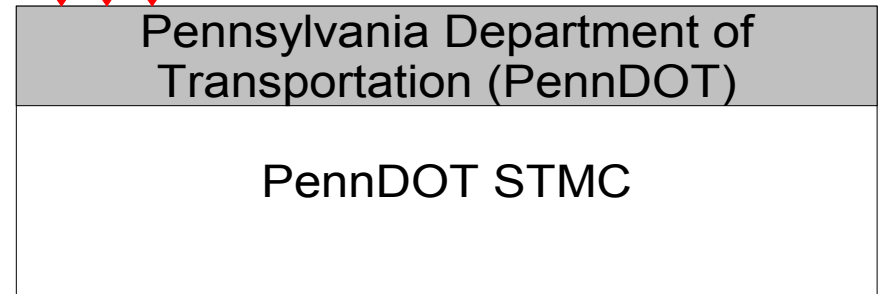 Pennsylvania Department of
Transportation (PennDOT)
PennDOT STMC